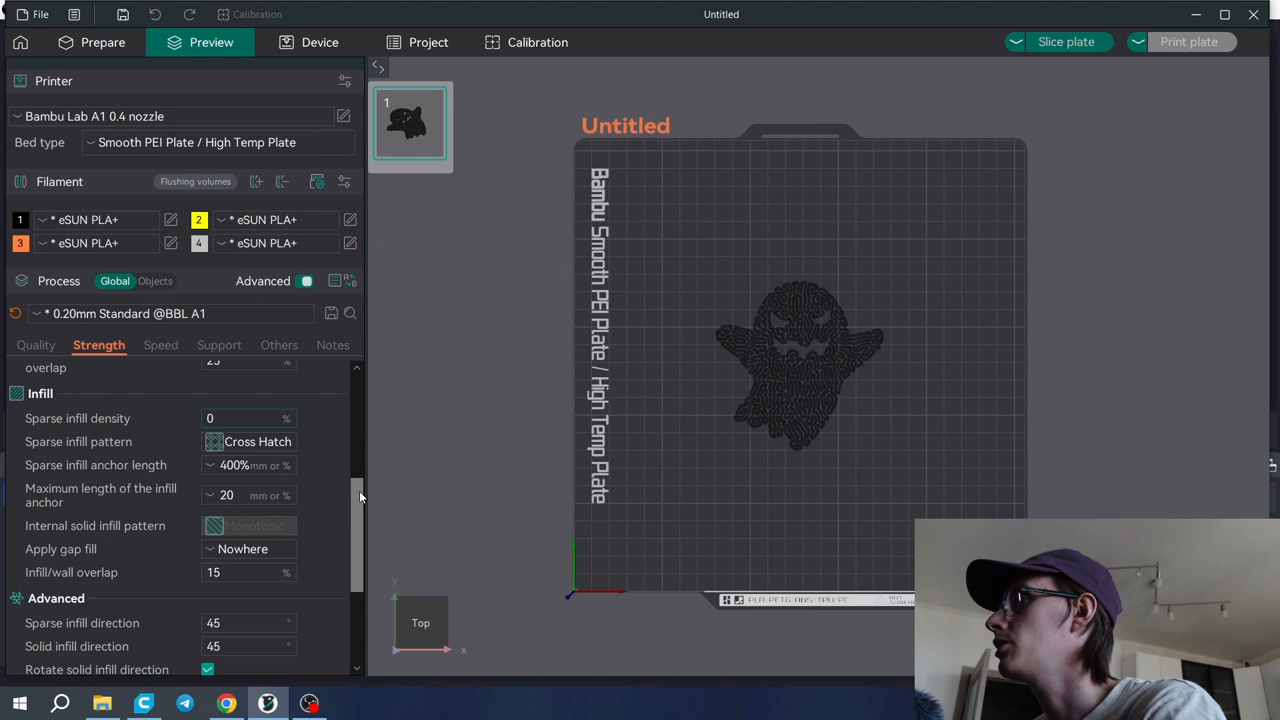 File
Calibration
Untitled
Prepare
Preview
Device
Project
Calibration
Slice plate
Print plate
Printer
Bambu Lab A1 0.4 nozzle
Bed type
Smooth PEI Plate / High Temp Plate
Filament
Flushing volumes
1 * eSUN PLA+
2 * eSUN PLA+
3 * eSUN PLA+
4 * eSUN PLA+
Process
Global
Objects
Advanced
* 0.20mm Standard @BBL A1
Quality
Strength
Speed
Support
Others
Notes
overlap
%
Infill
Sparse infill density
0 %
Sparse infill pattern
Cross Hatch
Sparse infill anchor length
400% mm or %
Maximum length of the infill
anchor
20 mm or %
Internal solid infill pattern
Monotonic
Apply gap fill
Nowhere
Infill/wall overlap
15 %
Advanced
Sparse infill direction
45 °
Solid infill direction
45 °
Rotate solid infill direction
1
Untitled
Bambu Smooth PEI Plate / High Temp Plate
PLA/PETG/ABS/TPU/PC
y
Top
x